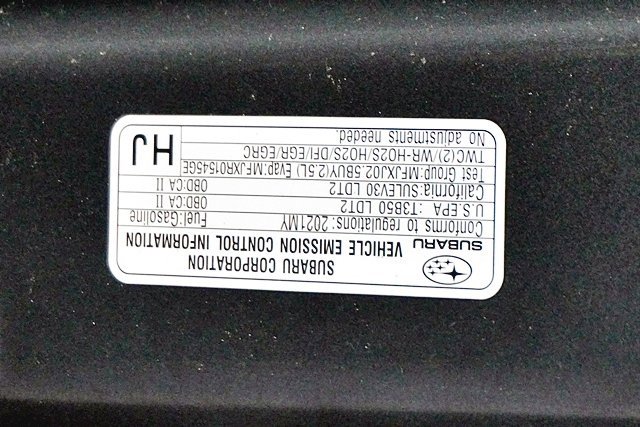 SUBARU CORPORATION
SUBARU VEHICLE EMISSION CONTROL INFORMATION
Conforms to regulations: 2021MY Fuel:Gasoline
U.S.EPA : T3B50 LDT2 OBD:CA II
California:SULEV30 LDT2 OBD:CA II
Test Group:MFJXJ02.5BUY(2.5L) Evap:MFJXR01545GE
TWC(2)/WR-HO2S/HO2S/DFI/EGR/EGRC
No adjustments needed.
HJ